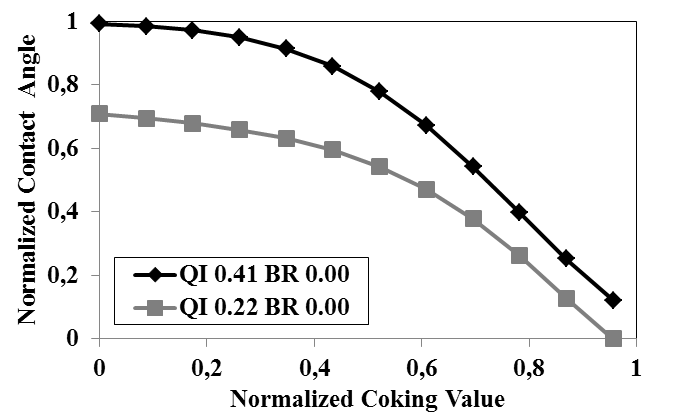 1
0,8
0,6
0,4
0,2
0
Normalized Contact Angle
QI 0.41 BR 0.00
QI 0.22 BR 0.00
0 0,2 0,4 0,6 0,8 1
Normalized Coking Value